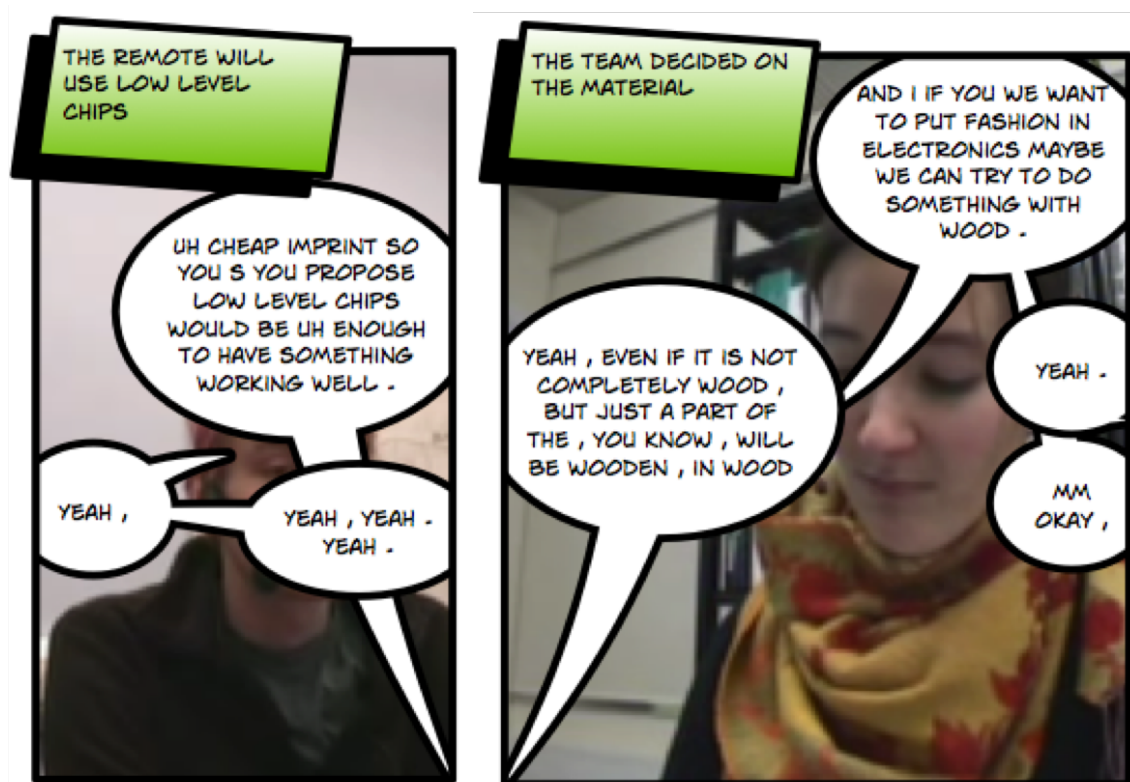 THE REMOTE WILL
USE LOW LEVEL
CHIPS
UH CHEAP IMPRINT SO
YOU S YOU PROPOSE
LOW LEVEL CHIPS
WOULD BE UH ENOUGH
TO HAVE SOMETHING
WORKING WELL .
YEAH ,
YEAH , YEAH .
YEAH .
THE TEAM DECIDED ON
THE MATERIAL
AND I IF YOU WE WANT
TO PUT FASHION IN
ELECTRONICS MAYBE
WE CAN TRY TO DO
SOMETHING WITH
WOOD .
YEAH .
YEAH , EVEN IF IT IS NOT
COMPLETELY WOOD ,
BUT JUST A PART OF
THE , YOU KNOW , WILL
BE WOODEN , IN WOOD
MM
OKAY ,